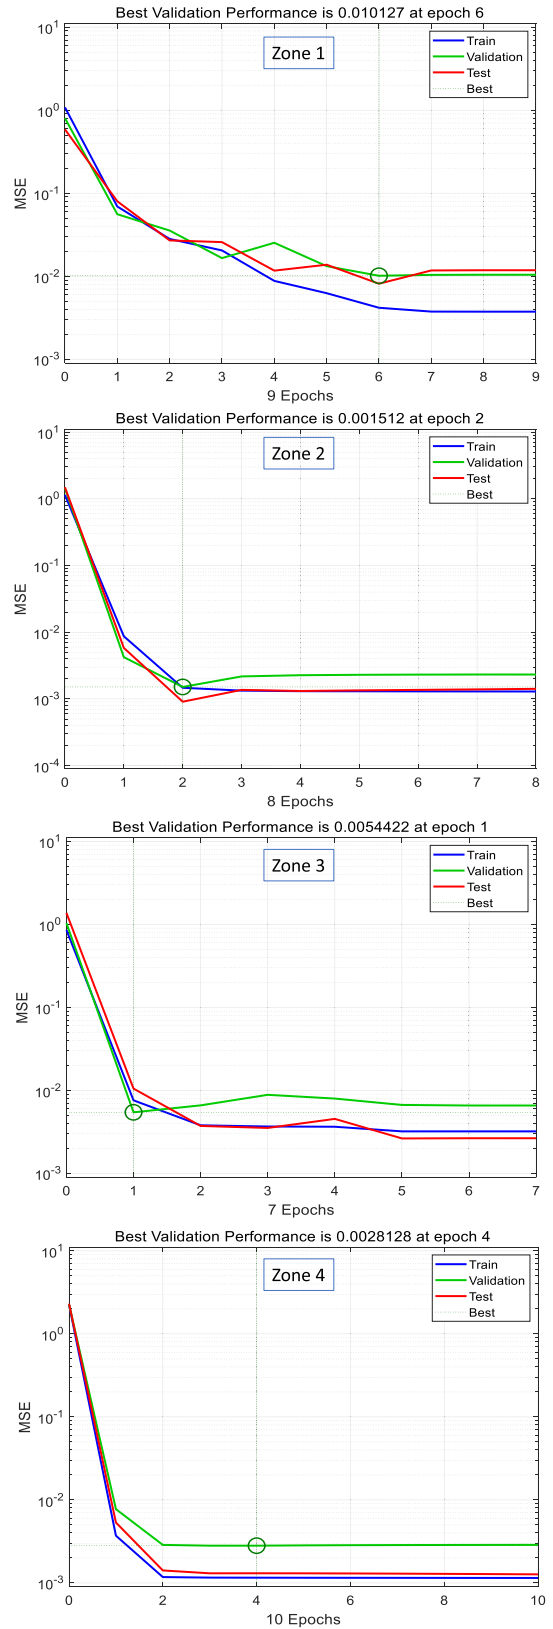 Best Validation Performance is 0.010127 at epoch 6
Zone 1
Train
Validation
Test
Best
MSE
10^1
10^0
10^-1
10^-2
10^-3
0 1 2 3 4 5 6 7 8 9
9 Epochs
Best Validation Performance is 0.001512 at epoch 2
Zone 2
Train
Validation
Test
Best
MSE
10^1
10^0
10^-1
10^-2
10^-3
10^-4
0 1 2 3 4 5 6 7 8
8 Epochs
Best Validation Performance is 0.0054422 at epoch 1
Zone 3
Train
Validation
Test
Best
MSE
10^1
10^0
10^-1
10^-2
10^-3
0 1 2 3 4 5 6 7
7 Epochs
Best Validation Performance is 0.0028128 at epoch 4
Zone 4
Train
Validation
Test
Best
MSE
10^1
10^0
10^-1
10^-2
10^-3
0 2 4 6 8 10
10 Epochs